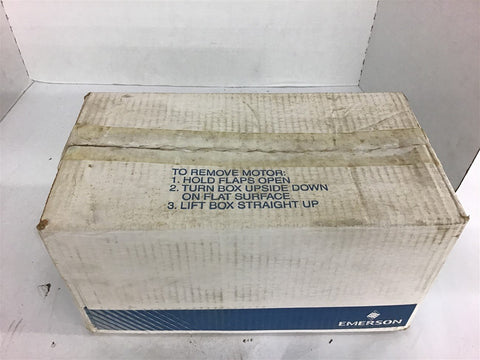 TO REMOVE MOTOR:
1. HOLD FLAPS OPEN
2. TURN BOX UPSIDE DOWN
ON FLAT SURFACE
3. LIFT BOX STRAIGHT UP
EMERSON